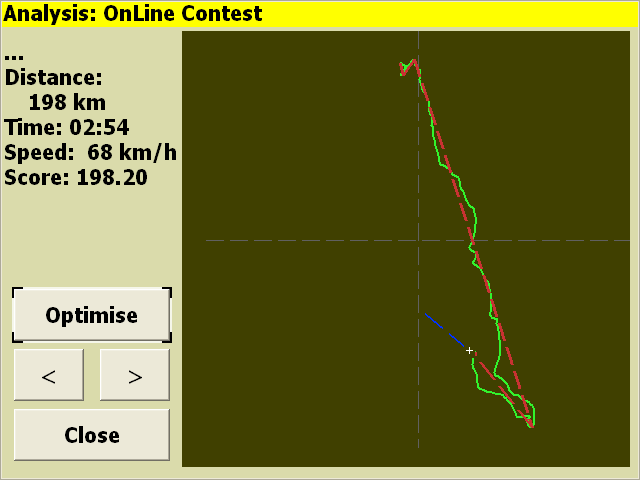 Analysis: OnLine Contest
...
Distance:
198 km
Time: 02:54
Speed: 68 km/h
Score: 198.20
Optimise
< >
Close